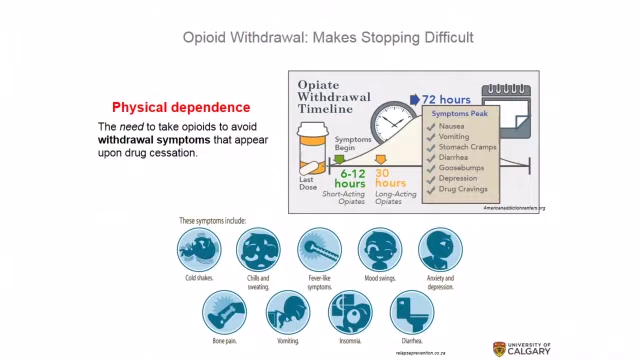 Opioid Withdrawal: Makes Stopping Difficult
Physical dependence
The need to take opioids to avoid
withdrawal symptoms that appear
upon drug cessation.
Opiate
Withdrawal
Timeline
72 hours
Symptoms Peak
Nausea
Vomiting
Stomach Cramps
Diarrhea
Goosebumps
Depression
Drug Cravings
Symptoms
Begin
Last
Dose
6-12
hours
Short-Acting
Opiates
30
hours
Long-Acting
Opiates
Americanaddictioncenters.org
These symptoms include:
Cold shakes.
Chills and
sweating.
Fever-like
symptoms.
Mood swings.
Anxiety and
depression.
Bone pain.
Vomiting.
Insomnia.
Diarrhea.
relapseprevention.co.za
UNIVERSITY OF
CALGARY